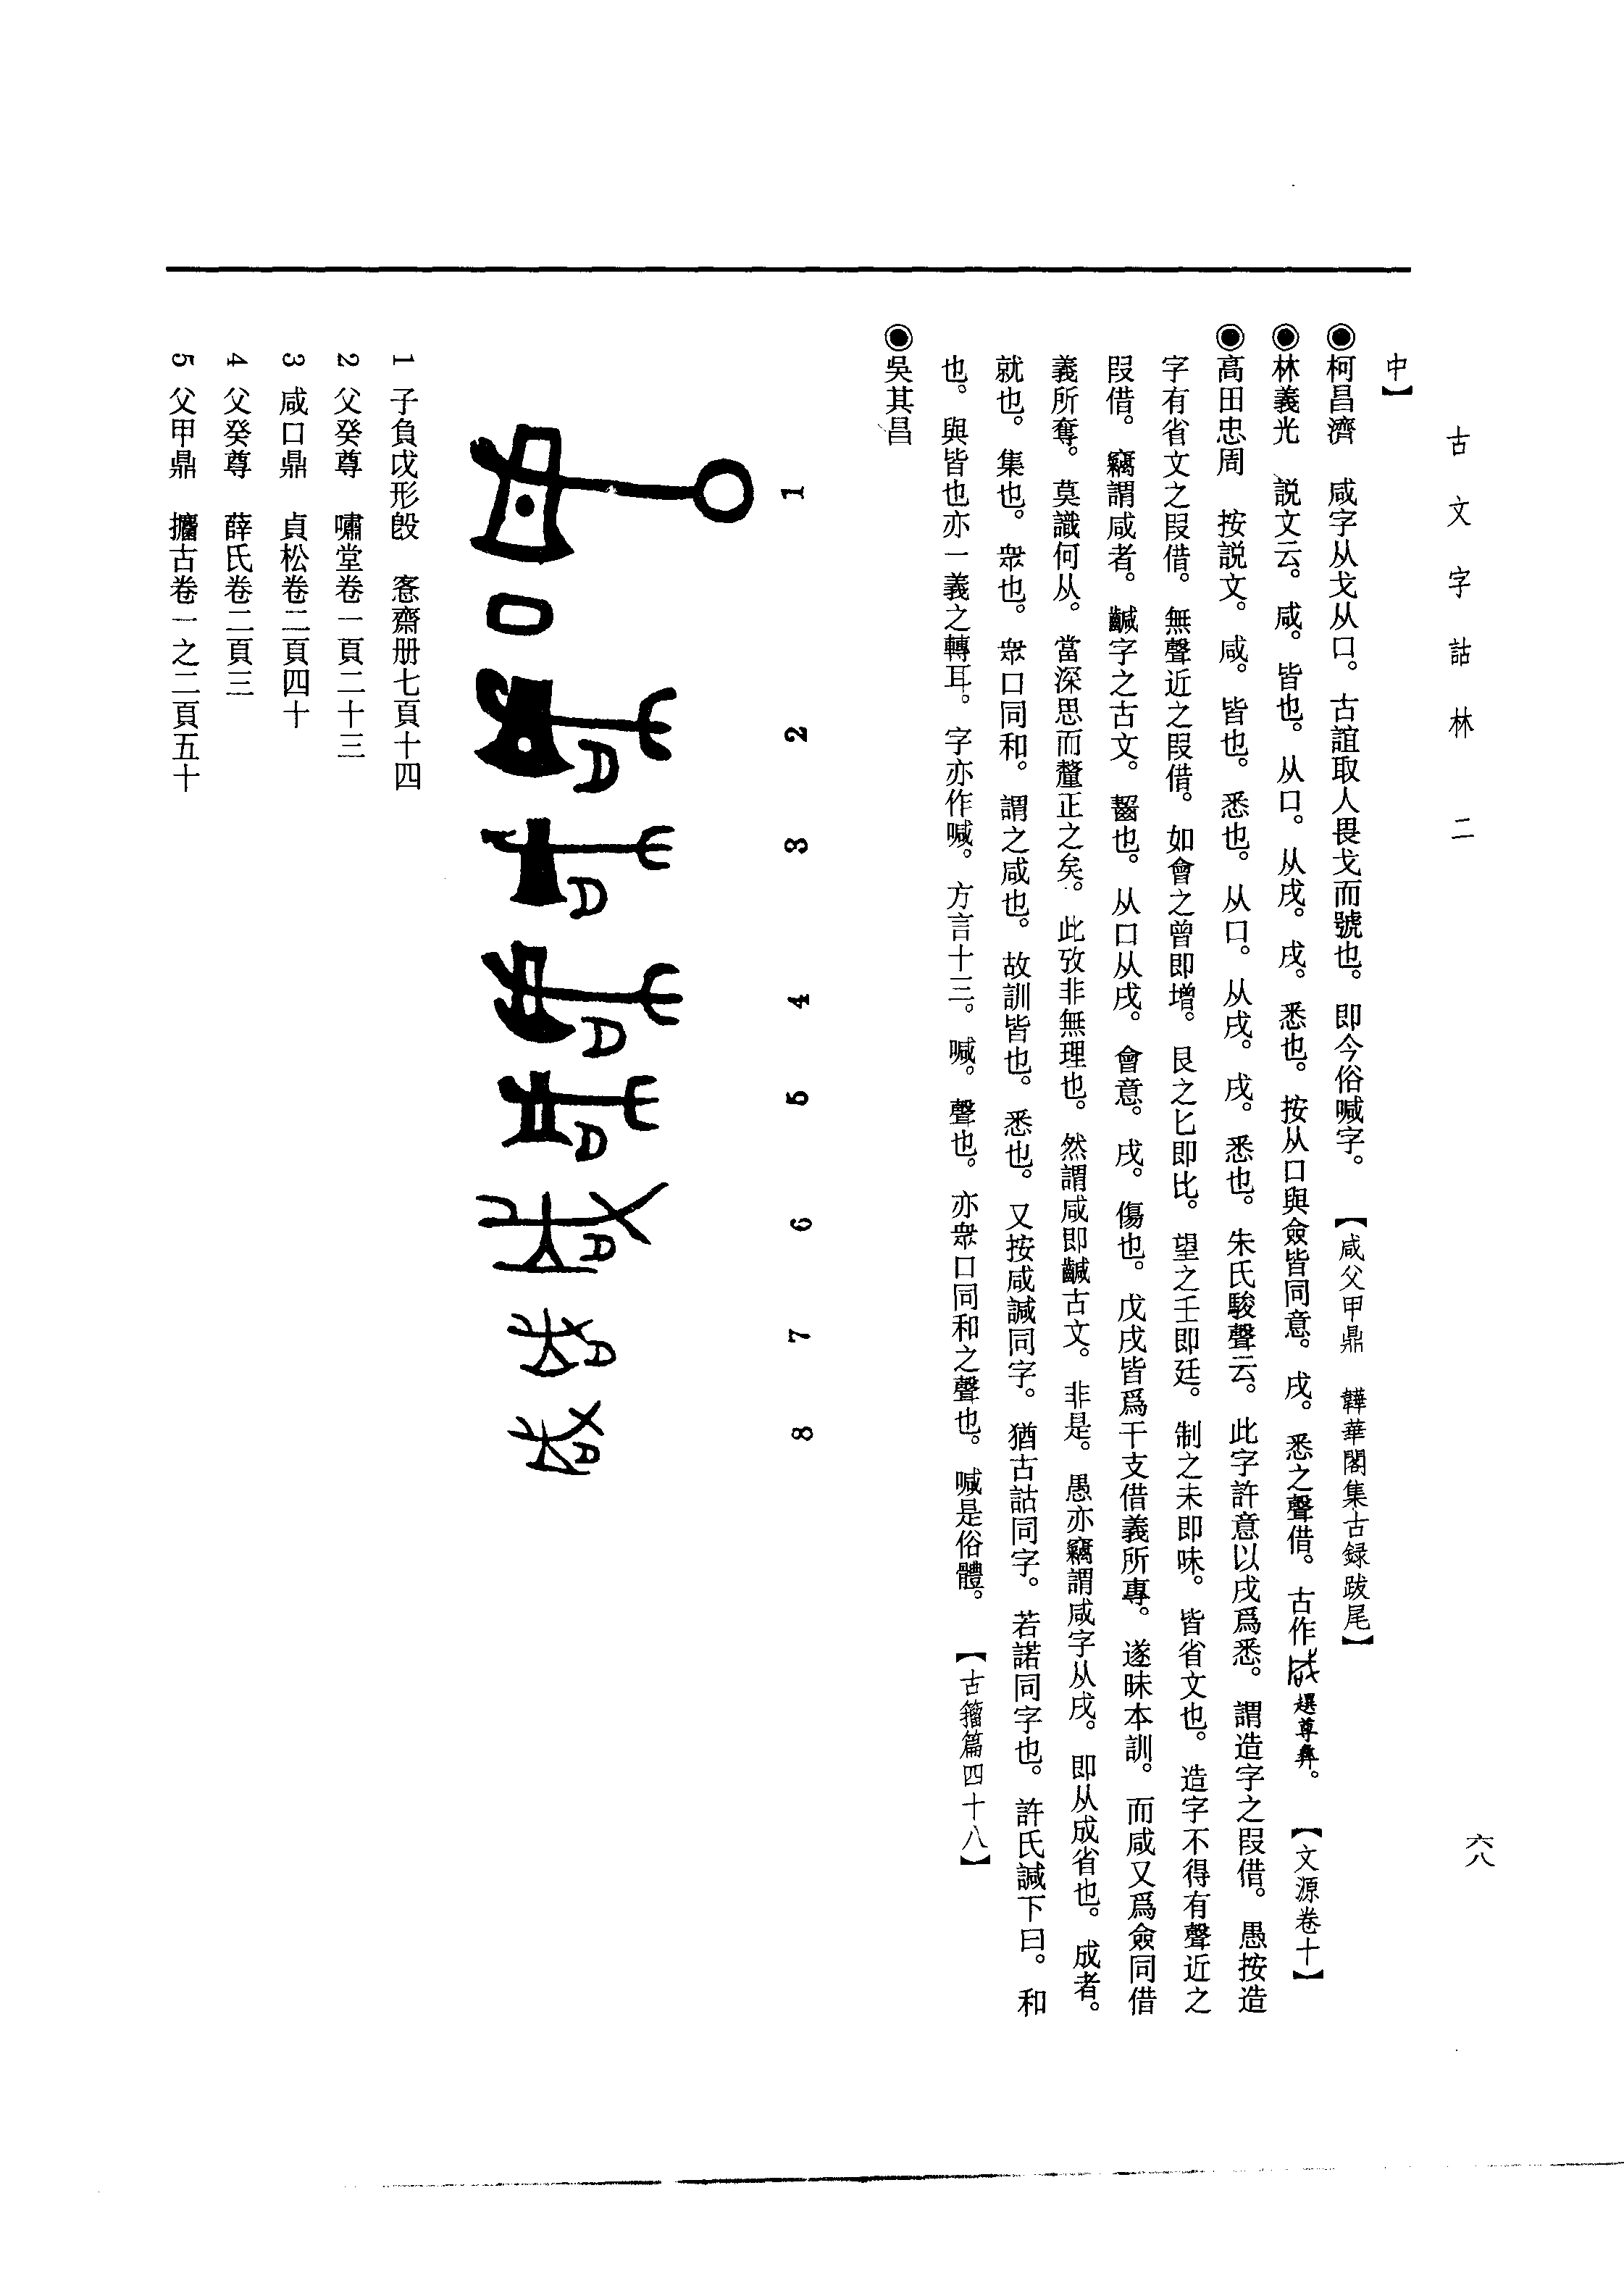 古文字詁林 二
六八
中】
◉柯昌濟 咸字从戈从口。古誼取人畏戈而號也。即今俗喊字。【咸父甲鼎 韡華閣集古録跋尾】
◉林義光 説文云。咸。皆也。从口。从戌。戌。悉也。按从口與僉皆同意。戌。悉之聲借。古作趩尊彝。【文源卷十】
◉高田忠周 按説文。咸。皆也。悉也。从口。从戌。戌。悉也。朱氏駿聲云。此字許意以戌爲悉。謂造字之叚借。愚按造
字有省文之叚借。無聲近之叚借。如會之曾即增。艮之匕即比。望之壬即廷。制之未即味。皆省文也。造字不得有聲近之
叚借。竊謂咸者。鹹字之古文。齧也。从口从戌。會意。戌。傷也。戊戌皆爲干支借義所專。遂昧本訓。而咸又爲僉同借
義所奪。莫識何从。當深思而釐正之矣。此攷非無理也。然謂咸即鹹古文。非是。愚亦竊謂咸字从戌。即从成省也。成者。
就也。集也。衆也。衆口同和。謂之咸也。故訓皆也。悉也。又按咸諴同字。猶古詁同字。若諾同字也。許氏諴下曰。和
也。與皆也亦一義之轉耳。字亦作喊。方言十三。喊。聲也。亦衆口同和之聲也。喊是俗體。【古籀篇四十八】
◉吳其昌
1 2 3 4 5 6 7 8
1 子負戉形𣪘 愙齋册七頁十四
2 父癸尊 嘯堂卷一頁二十三
3 咸口鼎 貞松卷二頁四十
4 父癸尊 薛氏卷二頁三
5 父甲鼎 攟古卷一之二頁五十